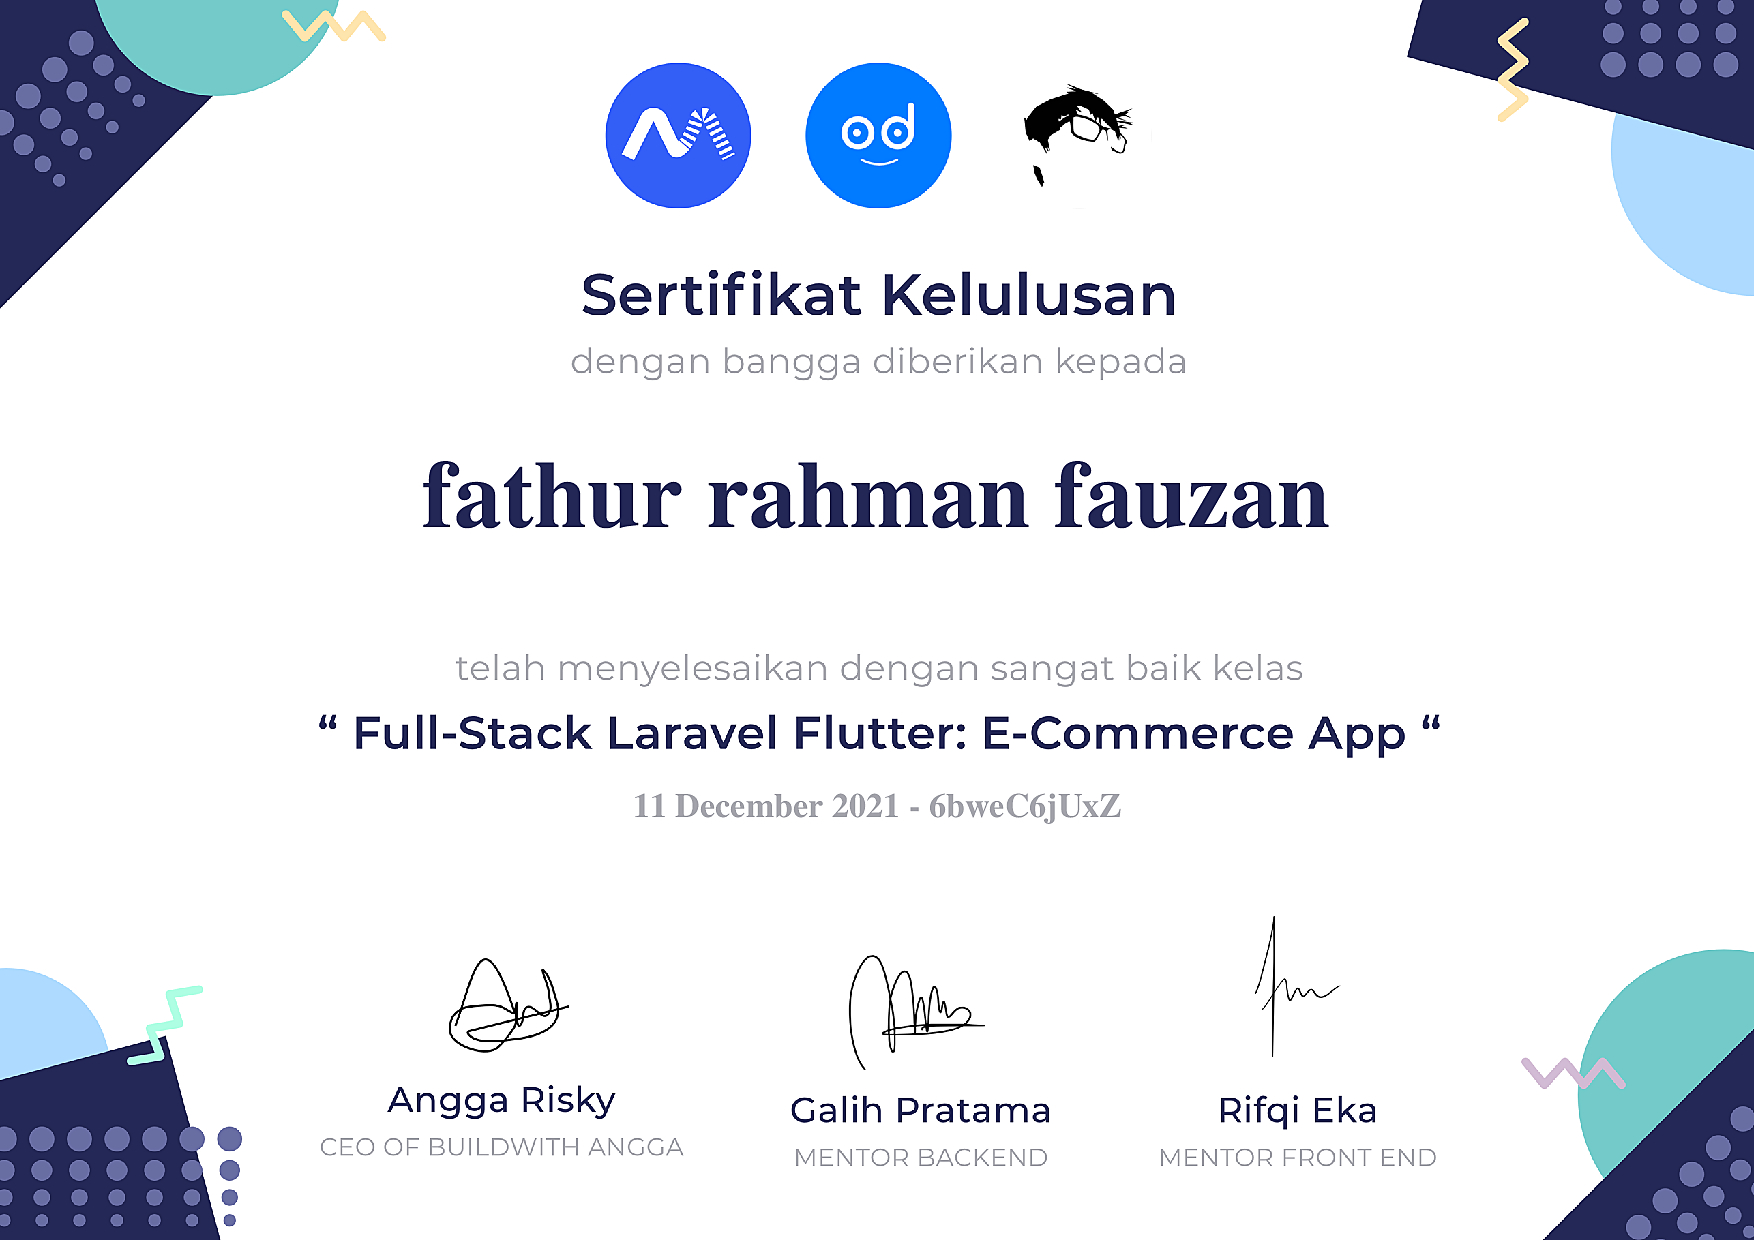 Sertifikat Kelulusan
dengan bangga diberikan kepada
fathur rahman fauzan
telah menyelesaikan dengan sangat baik kelas
“ Full-Stack Laravel Flutter: E-Commerce App “
11 December 2021 - 6bweC6jUxZ
Angga Risky
CEO OF BUILDWITH ANGGA
Galih Pratama
MENTOR BACKEND
Rifqi Eka
MENTOR FRONT END